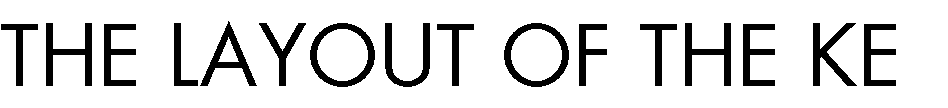 THE LAYOUT OF THE KE